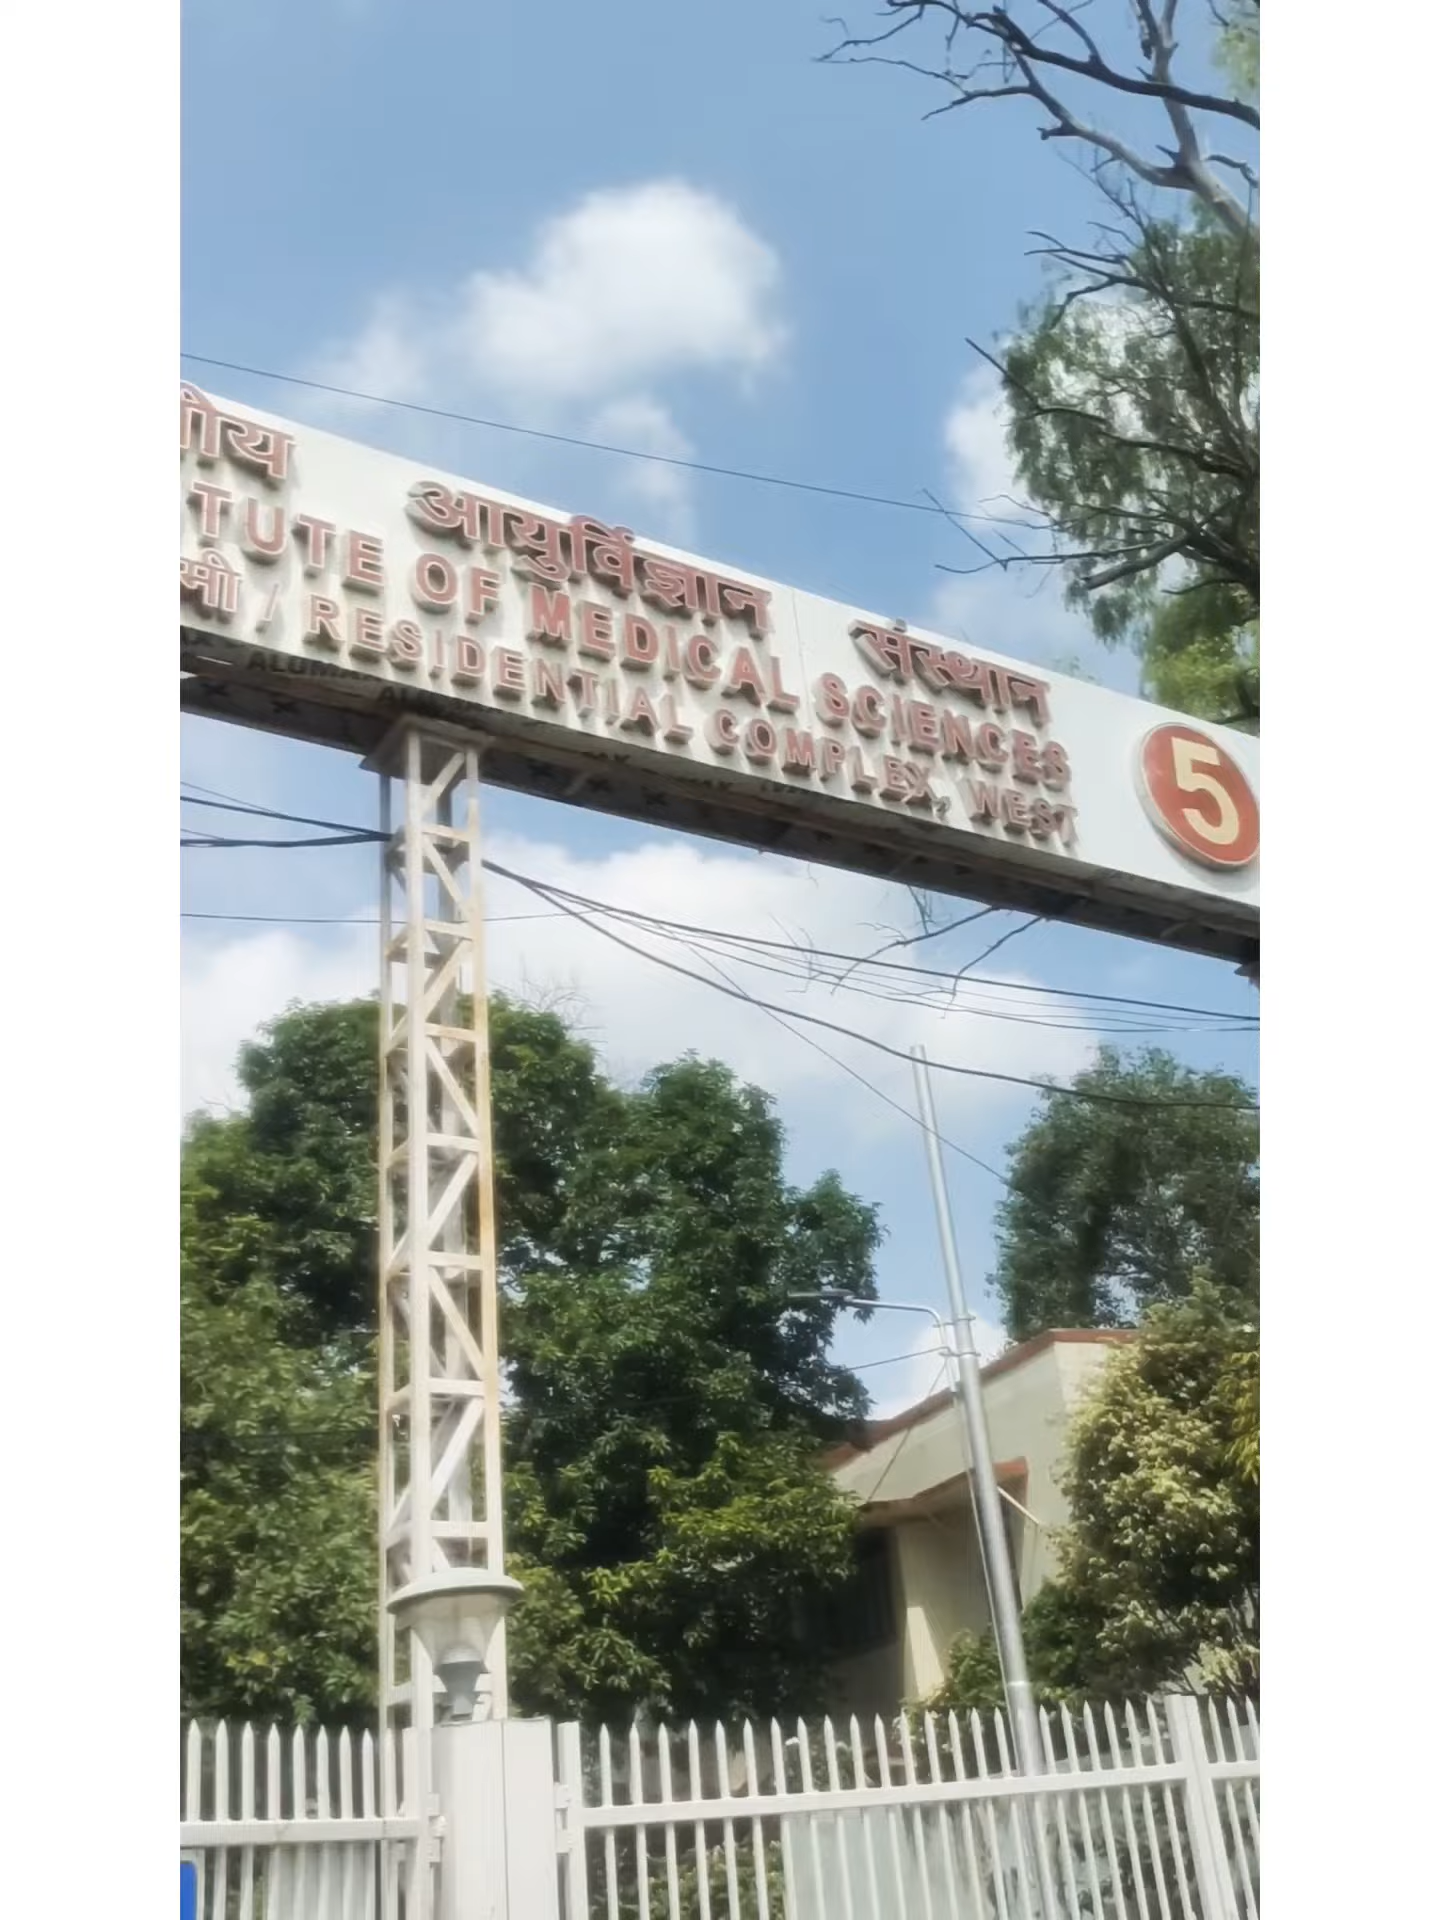 ीय आयुर्विज्ञान संस्थान
TUTE OF MEDICAL SCIENCES
सी / RESIDENTIAL COMPLEX, WEST
5